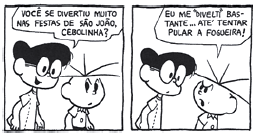 VOCÊ SE DIVERTIU MUITO
NAS FESTAS DE SÃO JOÃO,
CEBOLINHA?
EU ME "DIVELTI" BAS-
TANTE... ATÉ TENTAR
PULAR A FOGUEIRA!